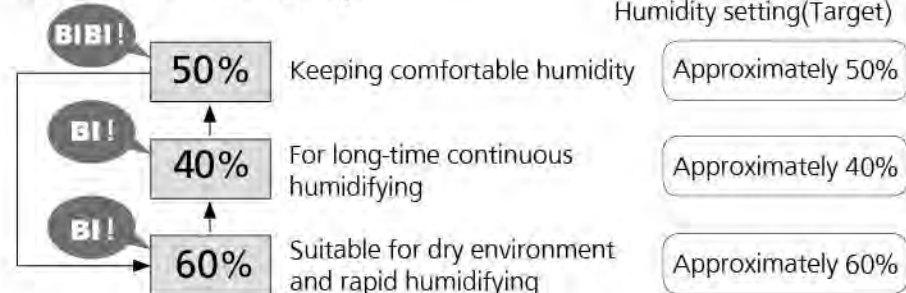 Humidity setting(Target)
BIBI!
50%
Keeping comfortable humidity
Approximately 50%
BI!
40%
For long-time continuous
humidifying
Approximately 40%
BI!
60%
Suitable for dry environment
and rapid humidifying
Approximately 60%